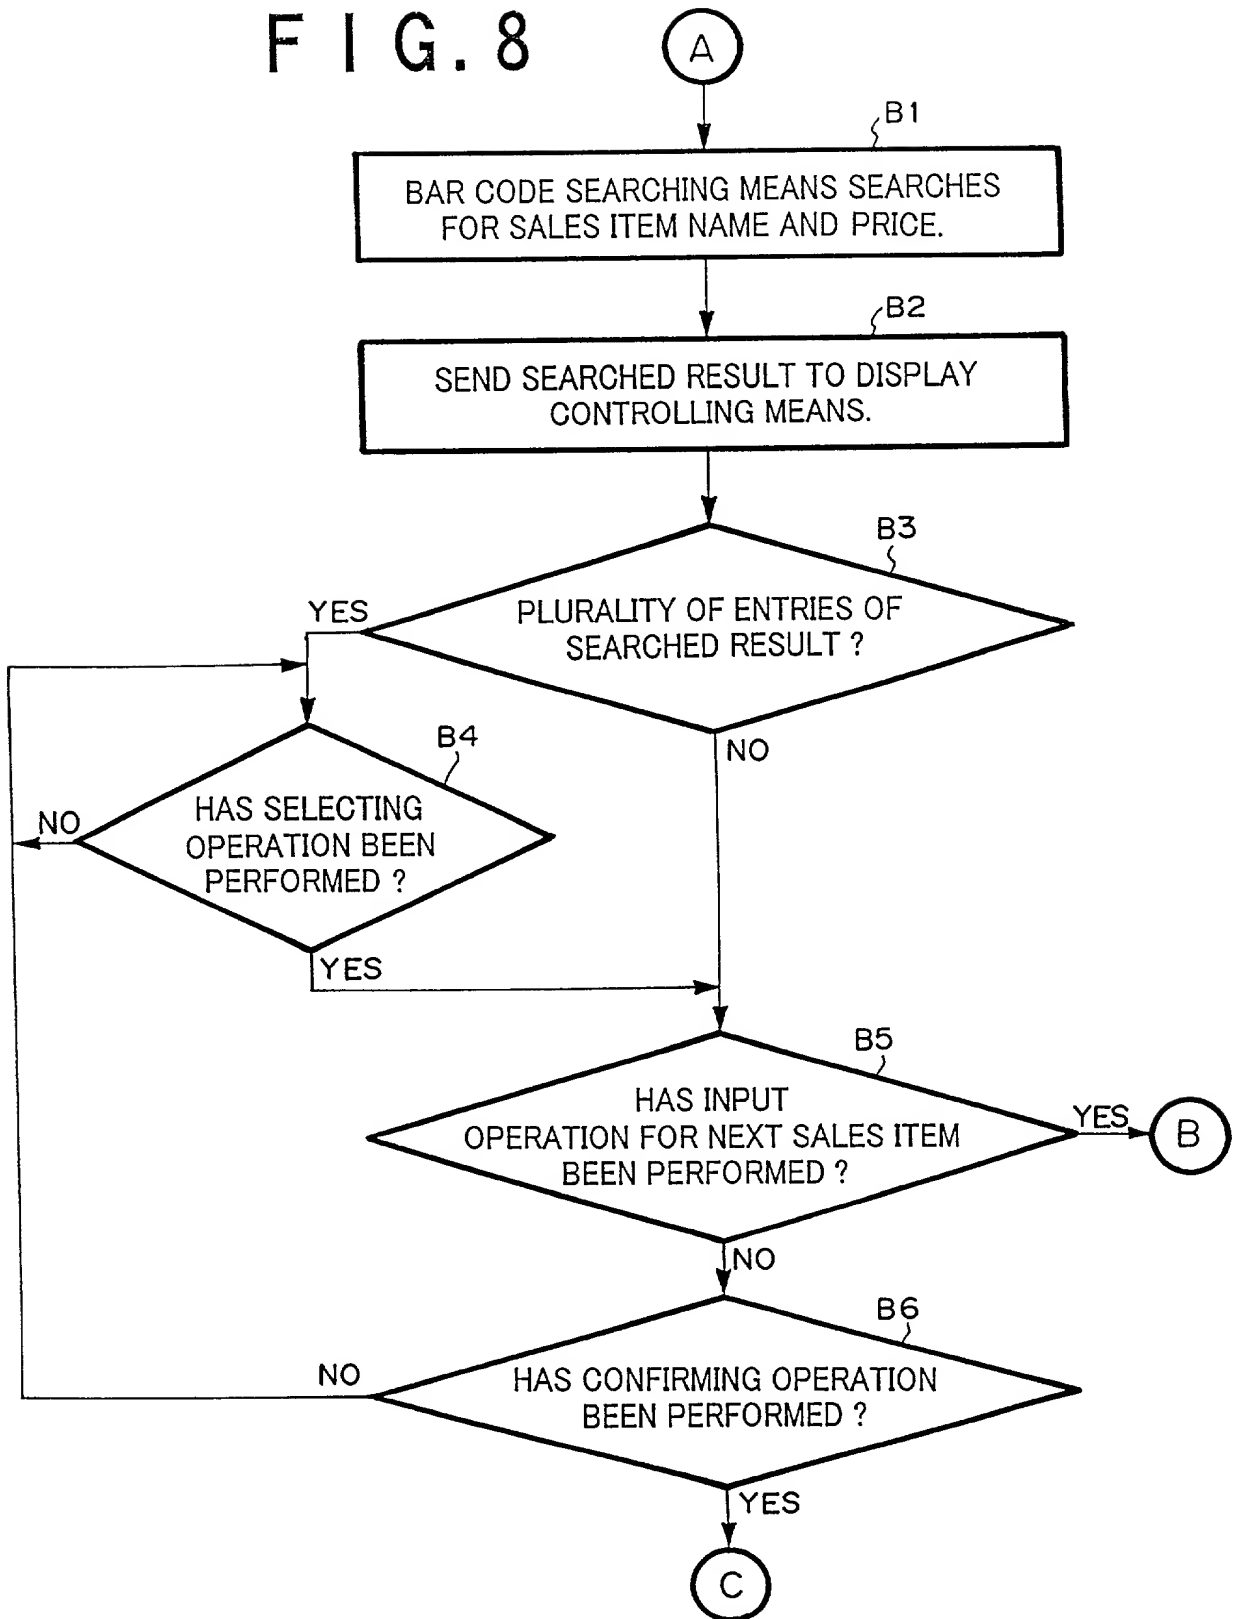 FIG.8
A
B1
BAR CODE SEARCHING MEANS SEARCHES
FOR SALES ITEM NAME AND PRICE.
B2
SEND SEARCHED RESULT TO DISPLAY
CONTROLLING MEANS.
B3
PLURALITY OF ENTRIES OF
SEARCHED RESULT ?
YES
NO
B4
HAS SELECTING
OPERATION BEEN
PERFORMED ?
NO
YES
B5
HAS INPUT
OPERATION FOR NEXT SALES ITEM
BEEN PERFORMED ?
YES
B
NO
B6
HAS CONFIRMING OPERATION
BEEN PERFORMED ?
NO
YES
C